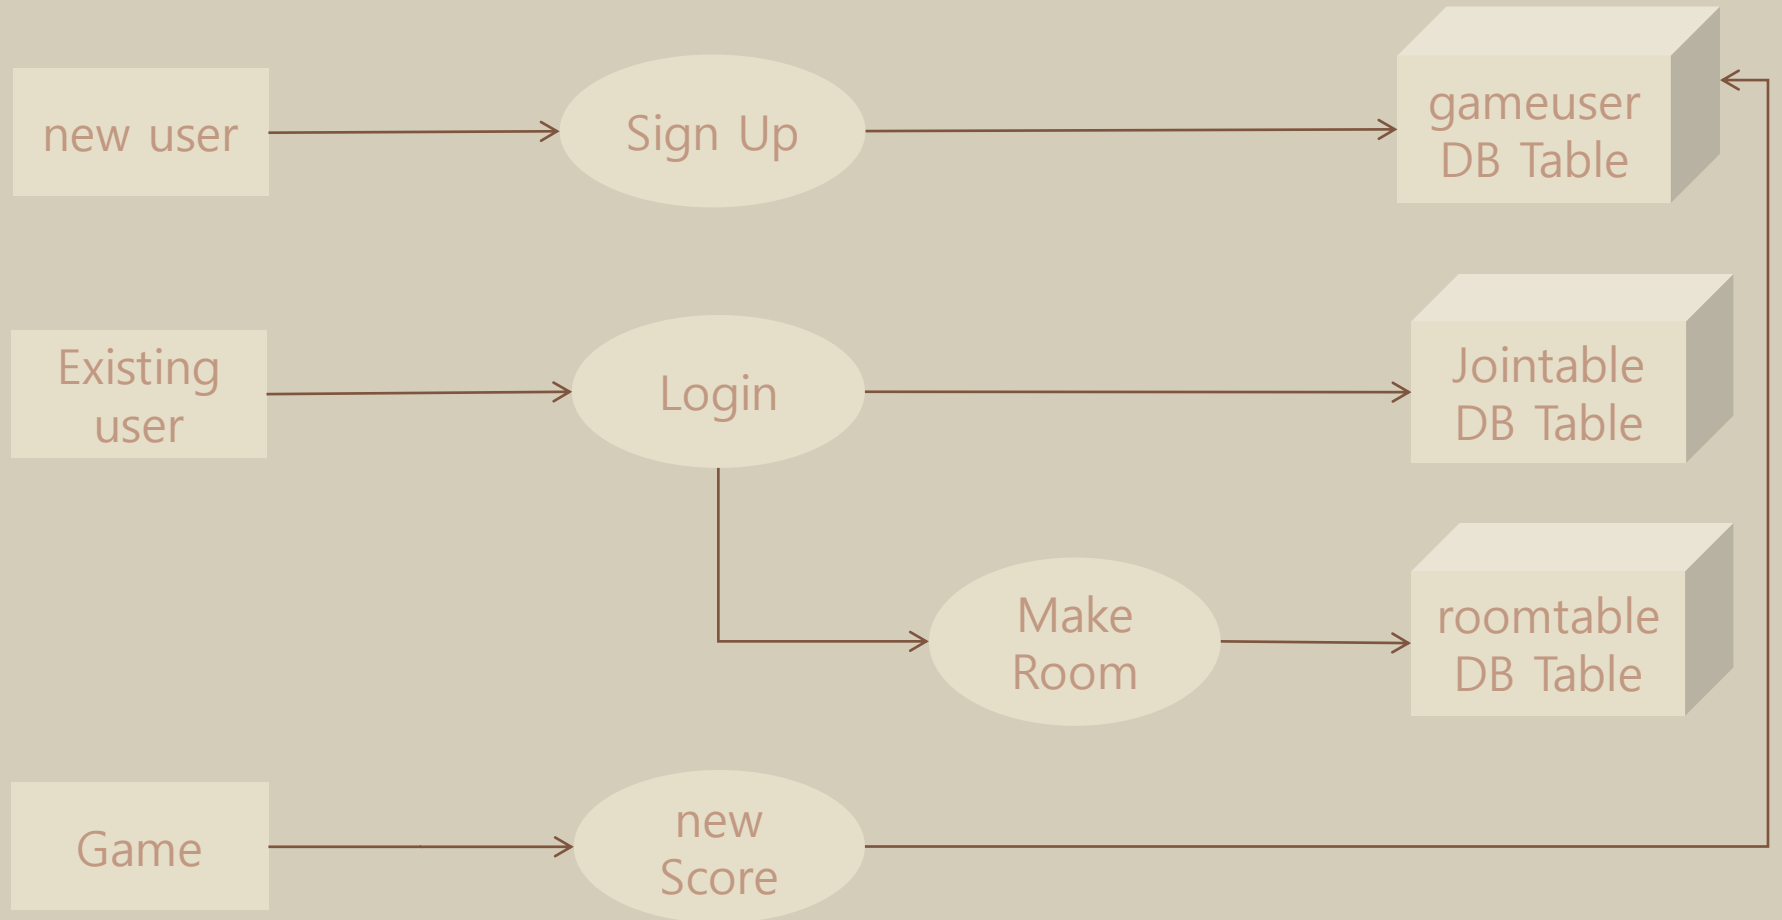 new user
Sign Up
gameuser
DB Table
Existing
user
Login
Jointable
DB Table
Make
Room
roomtable
DB Table
Game
new
Score